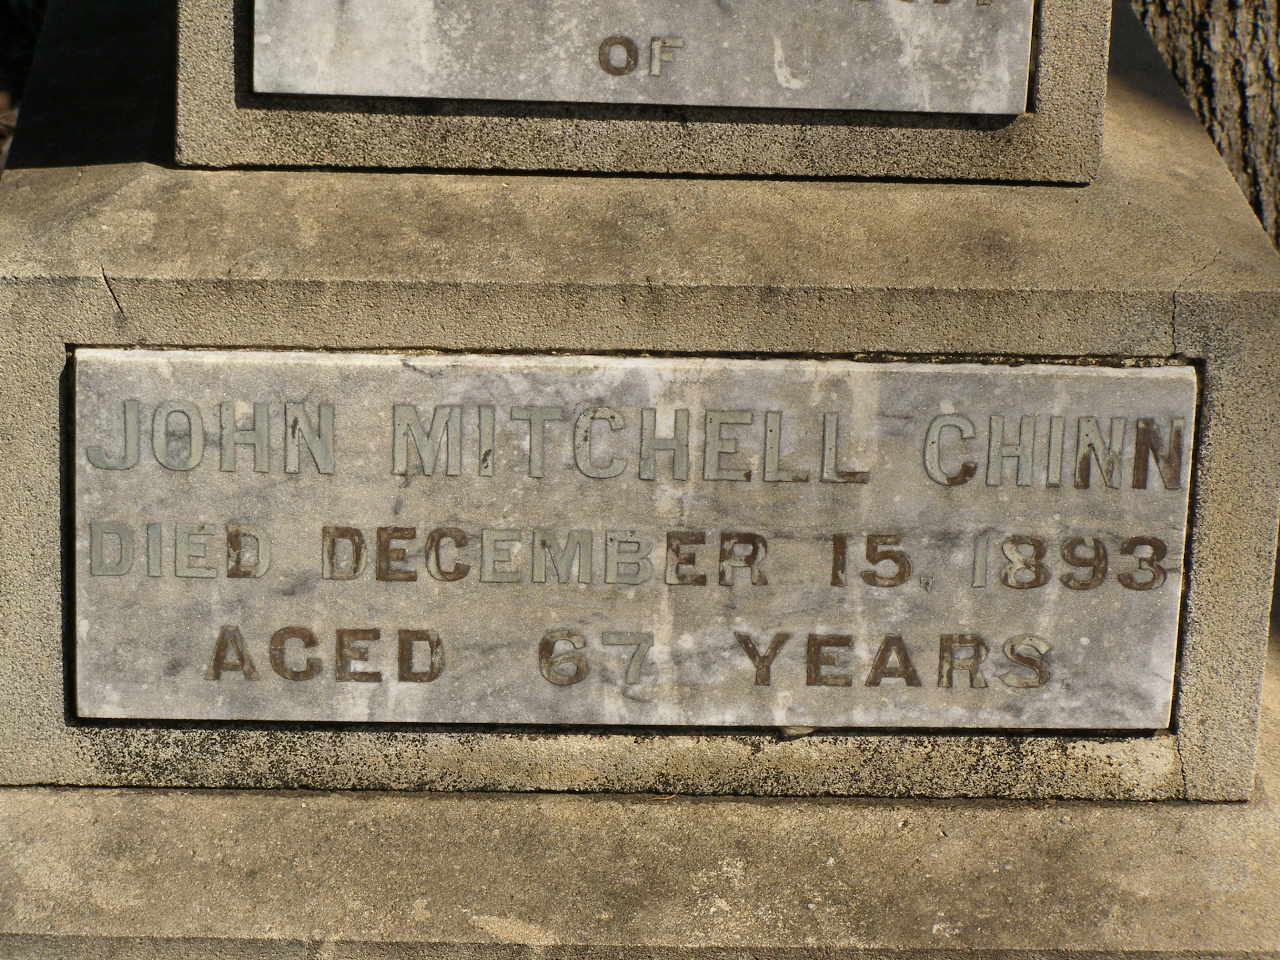 OF
JOHN MITCHELL CHINN
DIED DECEMBER 15, 1893
AGED 67 YEARS